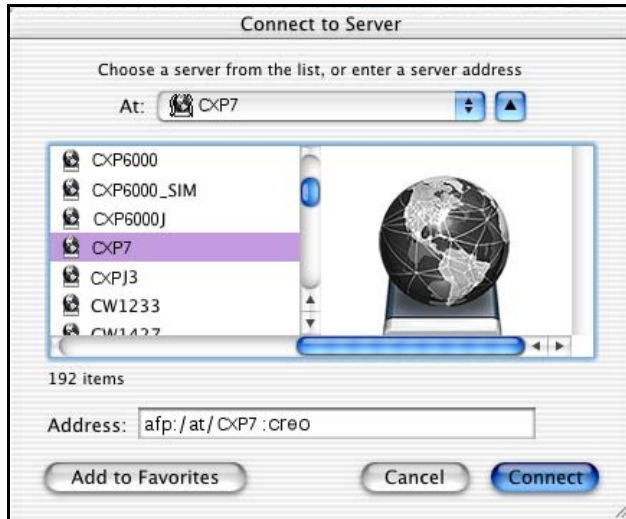 Connect to Server
Choose a server from the list, or enter a server address
At: CXP7
CXP6000
CXP6000_SIM
CXP6000J
CXP7
CXPJ3
CW1233
CW1427
192 items
Address: afp:/at/CXP7:creo
Add to Favorites
Cancel
Connect